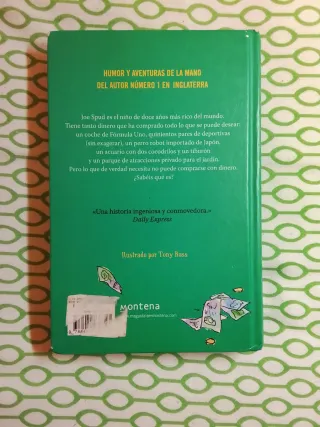 HUMOR Y AVENTURAS DE LA MANO
DEL AUTOR NÚMERO 1 EN INGLATERRA
Joe Spud es el niño de doce años más rico del mundo.
Tiene tanto dinero que ha comprado todo lo que se puede desear:
un coche de Fórmula Uno, quinientos pares de deportivas
(sin exagerar), un perro robot importado de Japón,
un acuario con dos cocodrilos y un tiburón
y un parque de atracciones privado para el jardín.
Pero lo que de verdad necesita no puede comprarse con dinero.
¿Sabéis qué es?
«Una historia ingeniosa y conmovedora.»
Daily Express
Ilustrado por Tony Ross
montena